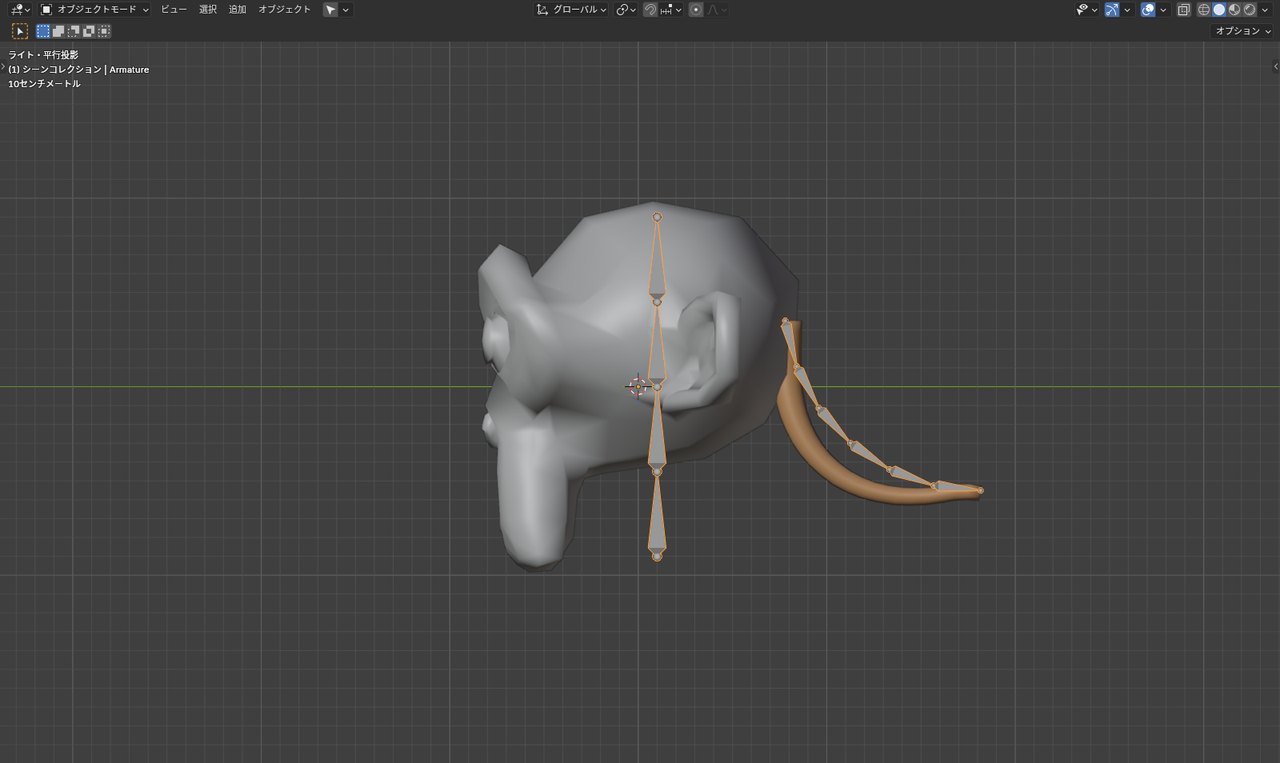 オブジェクトモード ビュー 選択 追加 オブジェクト グローバル
オプション
ライト・平行投影
(1) シーンコレクション | Armature
10センチメートル